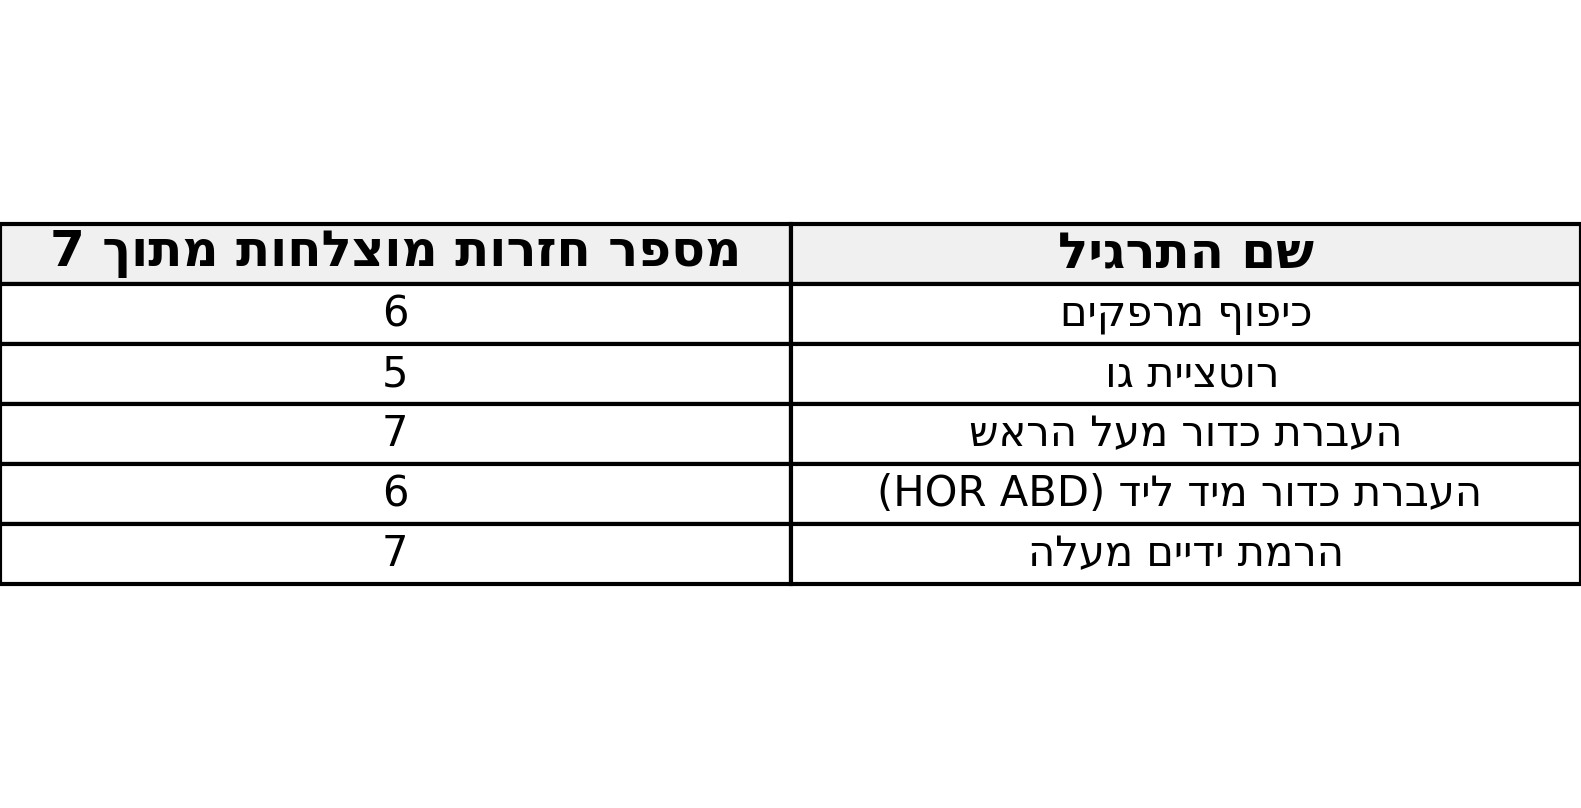 שם התרגיל מספר חזרות מוצלחות מתוך 7
כיפוף מרפקים 6
רוטציית גו 5
העברת כדור מעל הראש 7
העברת כדור מיד ליד (HOR ABD) 6
הרמת ידיים מעלה 7